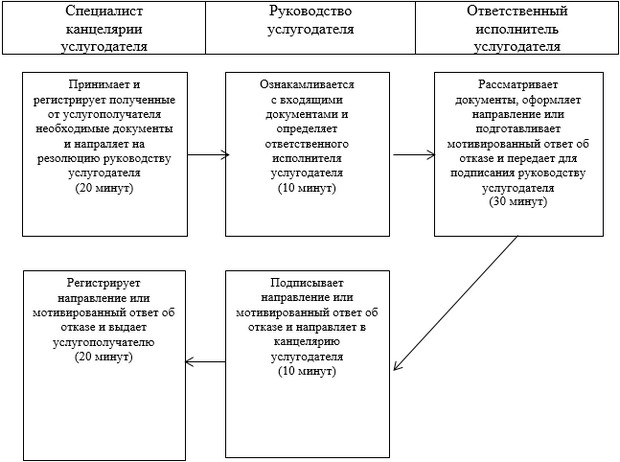 Специалист
канцелярии
услугодателя
Руководство
услугодателя
Ответственный
исполнитель
услугодателя
Принимает и
регистрирует полученные
от услугополучателя
необходимые документы
и напраляет на
резолюцию руководству
услугодателя
(20 минут)
Ознакамливается
с входящими
документами и
определяет
ответственного
исполнителя
услугодателя
(10 минут)
Рассматривает
документы, оформляет
направление или
подготавливает
мотивированный ответ об
отказе и передает для
подписания руководству
услугодателя
(30 минут)
Регистрирует
направление или
мотивированный ответ об
отказе и выдает
услугополучателю
(20 минут)
Подписывает
направление или
мотивированный ответ об
отказе и направляет в
канцелярию
услугодателя
(10 минут)